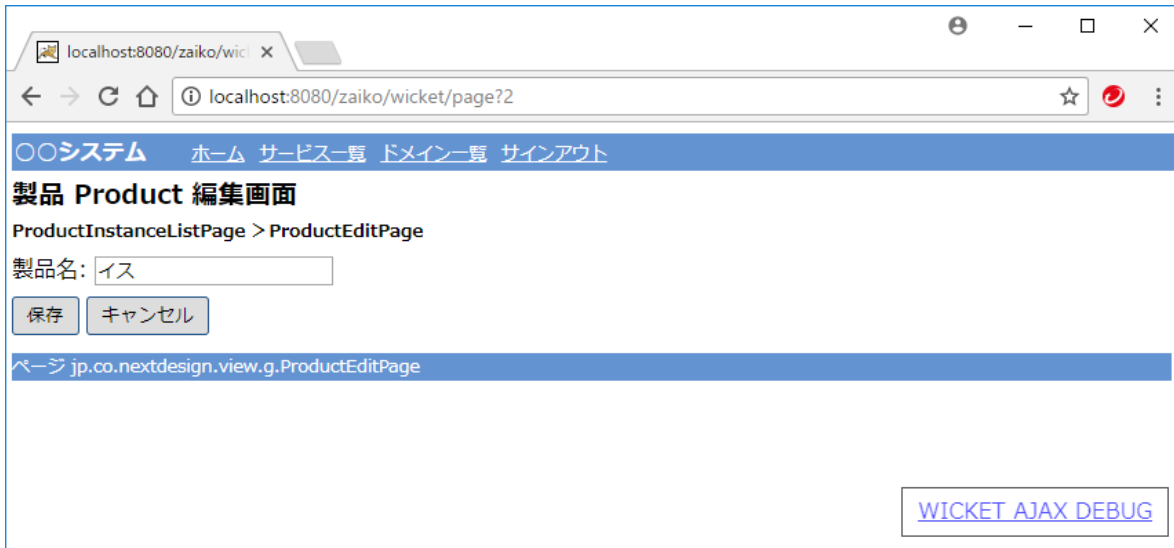 localhost:8080/zaiko/wic
localhost:8080/zaiko/wicket/page?2
○○システム ホーム サービス一覧 ドメイン一覧 サインアウト
製品 Product 編集画面
ProductInstanceListPage > ProductEditPage
製品名: イス
保存 キャンセル
ページ jp.co.nextdesign.view.g.ProductEditPage
WICKET AJAX DEBUG